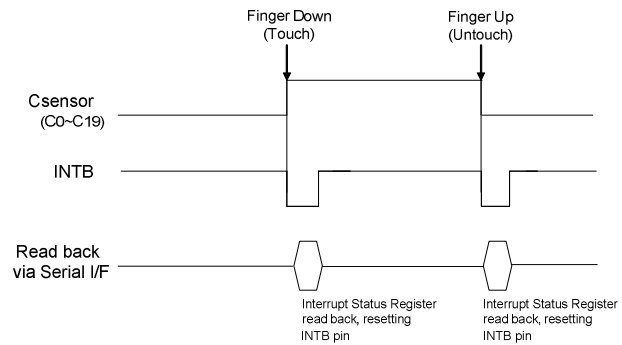 Finger Down
(Touch)
Finger Up
(Untouch)
Csensor
(C0~C19)
INTB
Read back
via Serial I/F
Interrupt Status Register
read back, resetting
INTB pin
Interrupt Status Register
read back, resetting
INTB pin